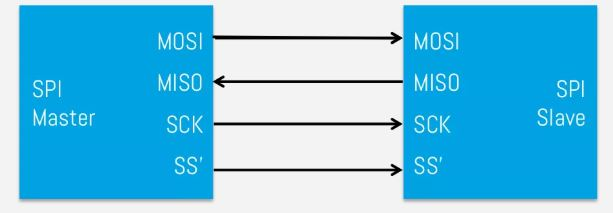 MOSI
MISO
SPI
Master
SCK
SS'
MOSI
MISO
SPI
Slave
SCK
SS'